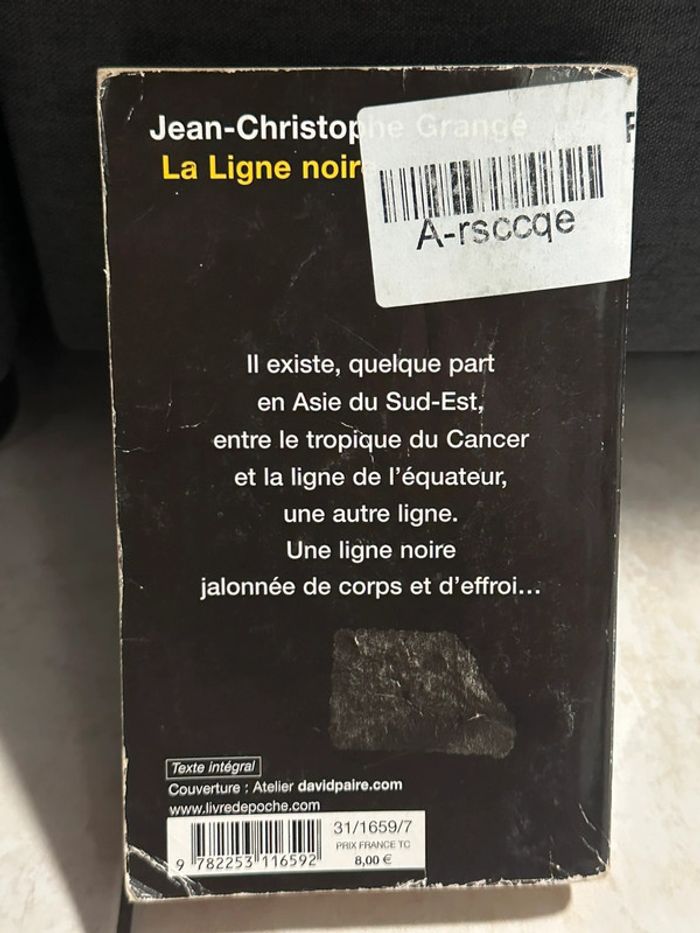 Jean-Christophe Grangé
La Ligne noire
A-rsccqe
Il existe, quelque part
en Asie du Sud-Est,
entre le tropique du Cancer
et la ligne de l'équateur,
une autre ligne.
Une ligne noire
jalonnée de corps et d'effroi...
Texte intégral
Couverture : Atelier davidpaire.com
www.livredepoche.com
31/1659/7
PRIX FRANCE TC
8,00 €
9 782253 116592